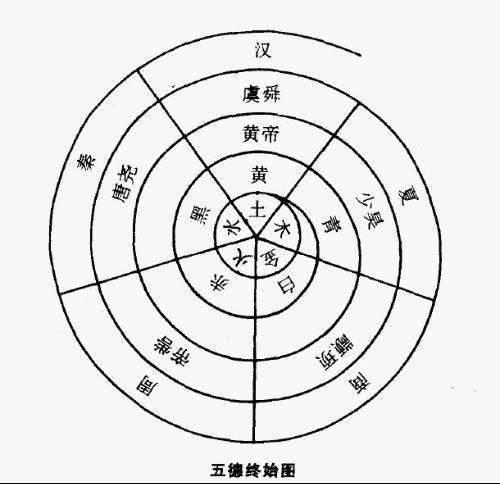 汉
虞舜
黄帝
黄
土
木
青
少昊
夏
金
白
颛顼
商
火
赤
帝喾
周
水
黑
唐尧
秦
五德终始图